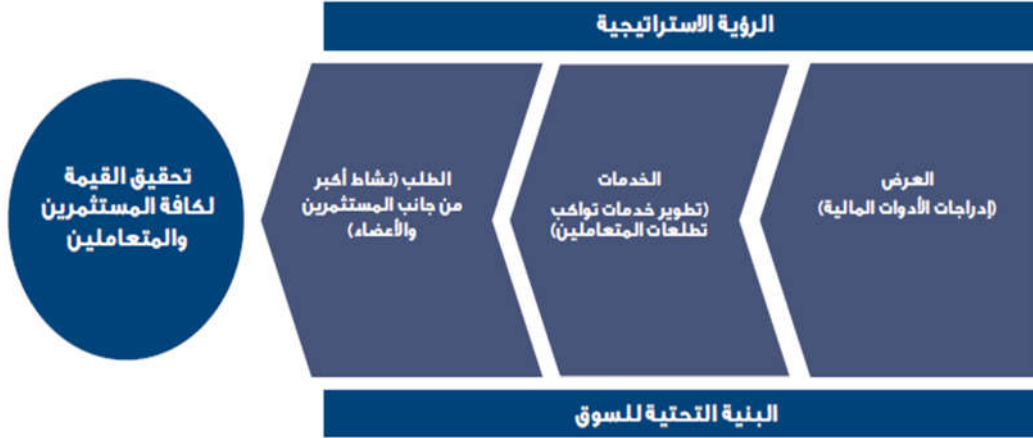 الرؤية الاستراتيجية
العرض
(إدراجات الأدوات المالية)
الخدمات
(تطوير خدمات تواكب
تطلعات المتعاملين)
الطلب (نشاط أكبر
من جانب المستثمرين
والأعضاء)
تحقيق القيمة
لكافة المستثمرين
والمتعاملين
البنية التحتية للسوق